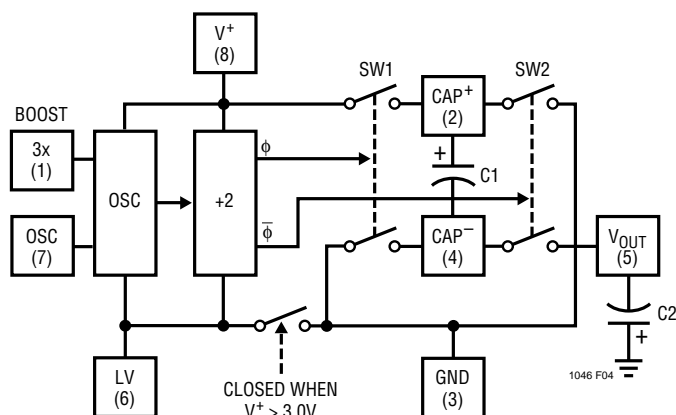 V+
(8)
SW1
SW2
BOOST
3x
(1)
OSC
+2
ϕ
CAP+
(2)
+
C1
OSC
(7)
ϕ̅
CAP−
(4)
VOUT
(5)
C2
+
LV
(6)
CLOSED WHEN
V+ > 3.0V
GND
(3)
1046 F04